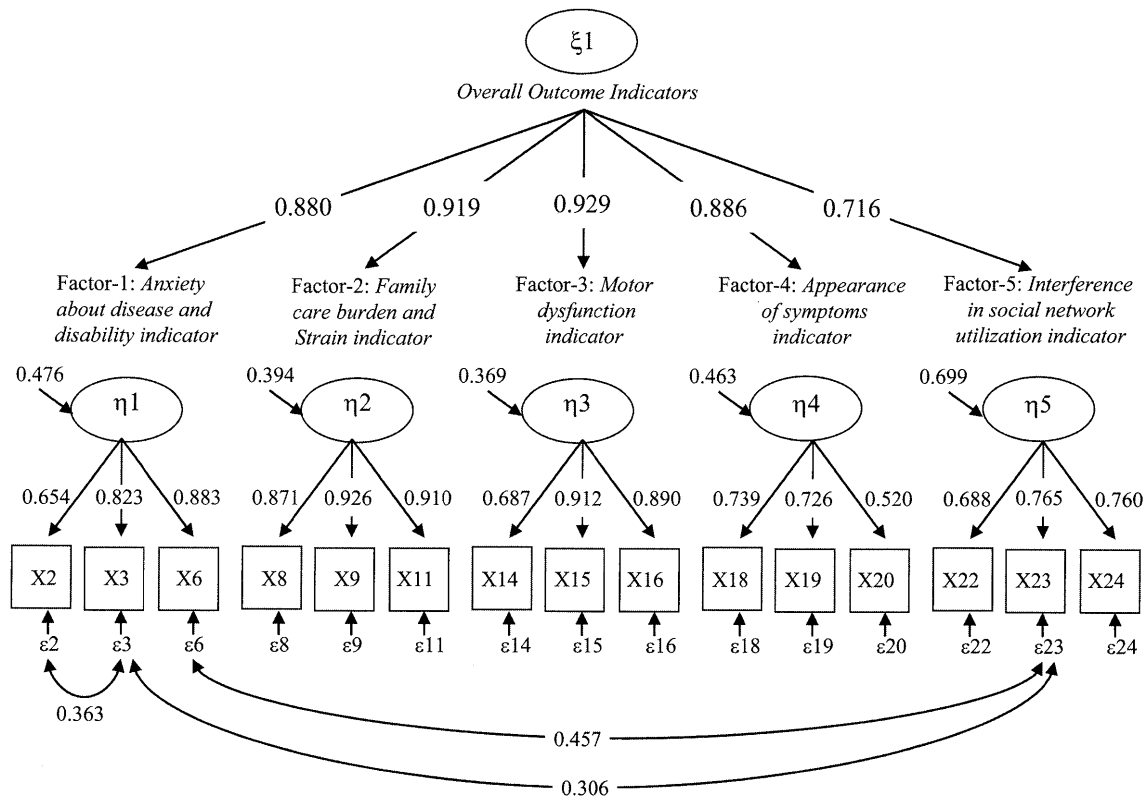 ξ1
Overall Outcome Indicators
0.880
0.919
0.929
0.886
0.716
Factor-1: Anxiety
about disease and
disability indicator
Factor-2: Family
care burden and
Strain indicator
Factor-3: Motor
dysfunction
indicator
Factor-4: Appearance
of symptoms
indicator
Factor-5: Interference
in social network
utilization indicator
0.476
η1
0.394
η2
0.369
η3
0.463
η4
0.699
η5
0.654 0.823 0.883
0.871 0.926 0.910
0.687 0.912 0.890
0.739 0.726 0.520
0.688 0.765 0.760
X2 X3 X6 X8 X9 X11 X14 X15 X16 X18 X19 X20 X22 X23 X24
ε2 ε3 ε6 ε8 ε9 ε11 ε14 ε15 ε16 ε18 ε19 ε20 ε22 ε23 ε24
0.363
0.457
0.306